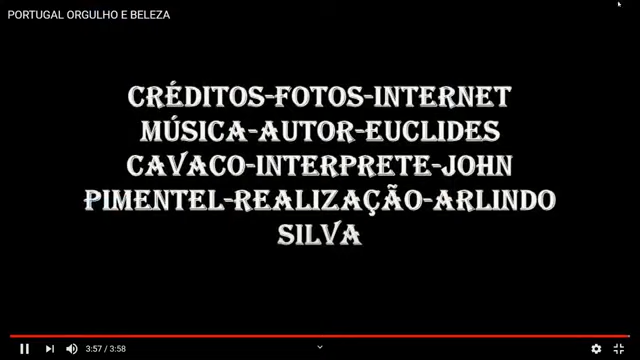 PORTUGAL ORGULHO E BELEZA
CRÉDITOS-FOTOS-INTERNET
MÚSICA-AUTOR-EUCLIDES
CAVACO-INTERPRETE-JOHN
PIMENTEL-REALIZAÇÃO-ARLINDO
SILVA
3:57 / 3:58